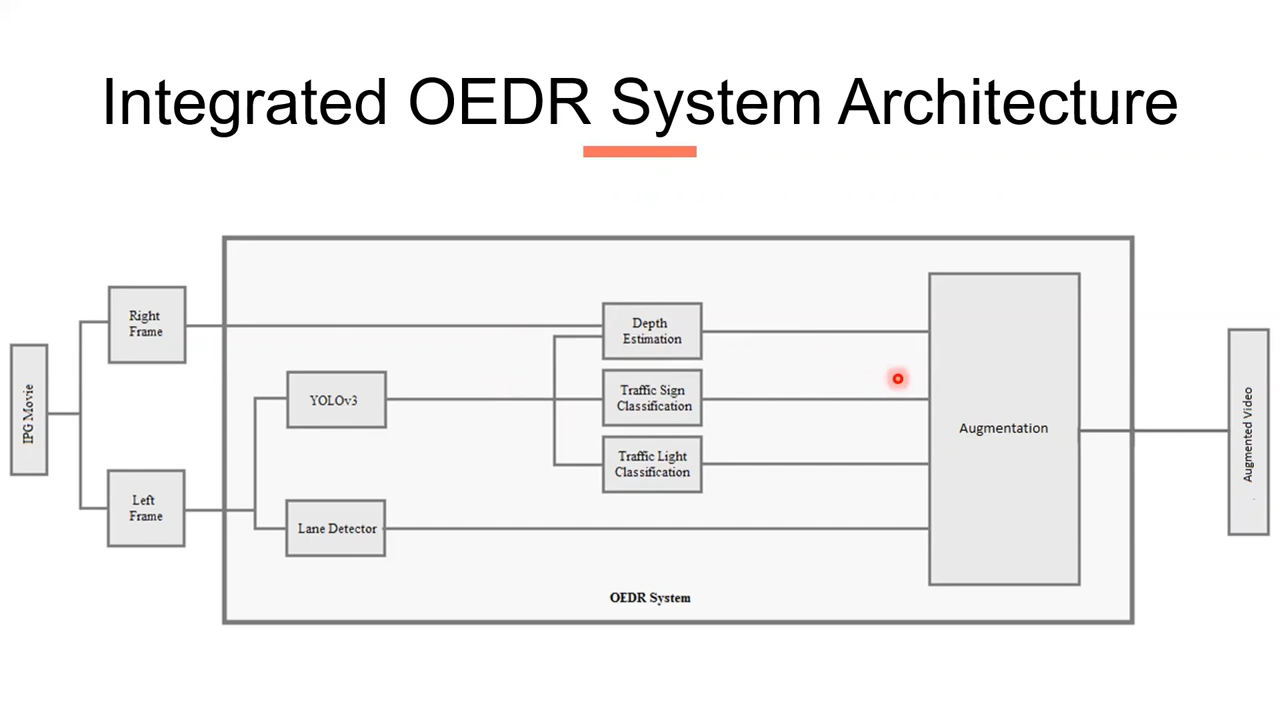 Integrated OEDR System Architecture
IPG Movie
Right
Frame
Left
Frame
YOLOv3
Lane Detector
Depth
Estimation
Traffic Sign
Classification
Traffic Light
Classification
Augmentation
OEDR System
Augmented Video